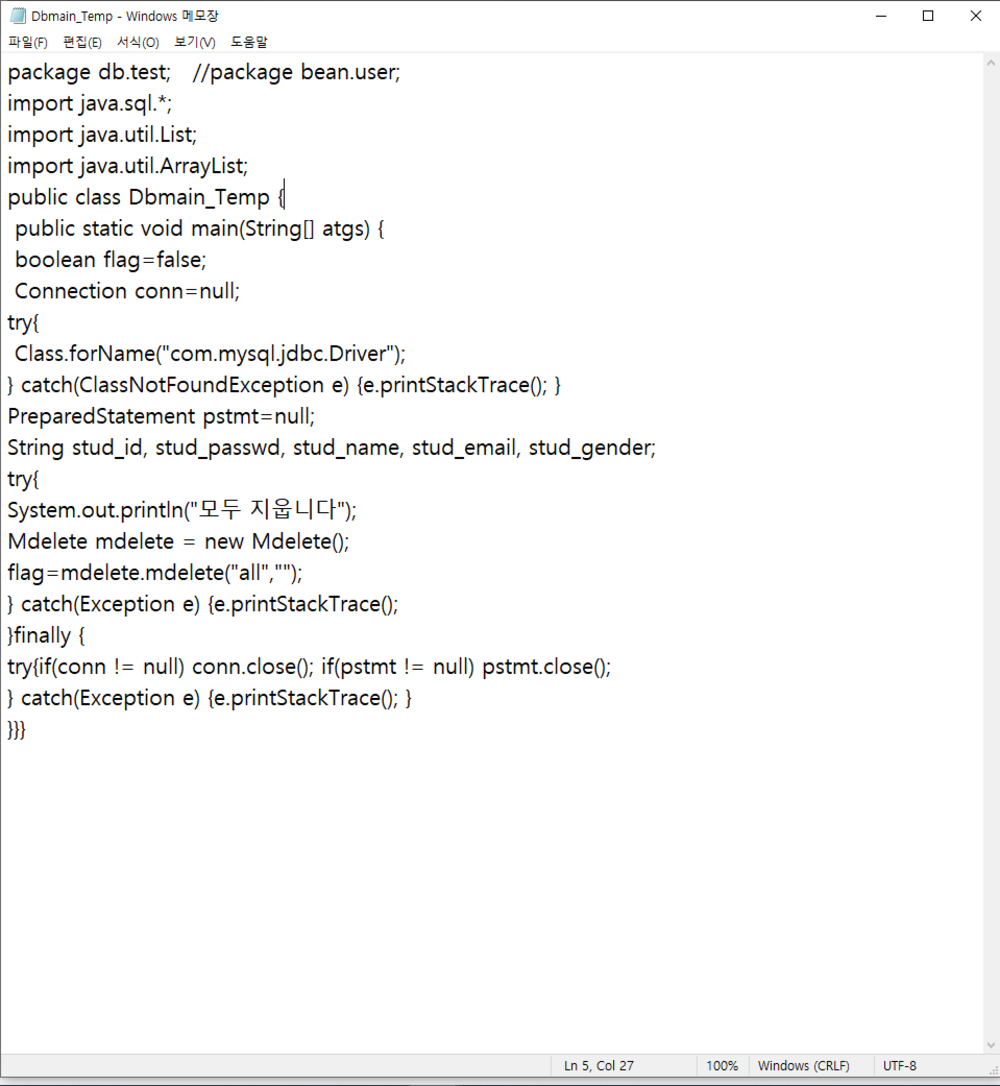 Dbmain_Temp - Windows 메모장
파일(F) 편집(E) 서식(O) 보기(V) 도움말
package db.test;   //package bean.user;
import java.sql.*;
import java.util.List;
import java.util.ArrayList;
public class Dbmain_Temp {
 public static void main(String[] atgs) {
 boolean flag=false;
 Connection conn=null;
try{
 Class.forName("com.mysql.jdbc.Driver");
} catch(ClassNotFoundException e) {e.printStackTrace(); }
PreparedStatement pstmt=null;
String stud_id, stud_passwd, stud_name, stud_email, stud_gender;
try{
System.out.println("모두 지웁니다");
Mdelete mdelete = new Mdelete();
flag=mdelete.mdelete("all","");
} catch(Exception e) {e.printStackTrace();
}finally {
try{if(conn != null) conn.close(); if(pstmt != null) pstmt.close();
} catch(Exception e) {e.printStackTrace(); }
}}}
Ln 5, Col 27 100% Windows (CRLF) UTF-8